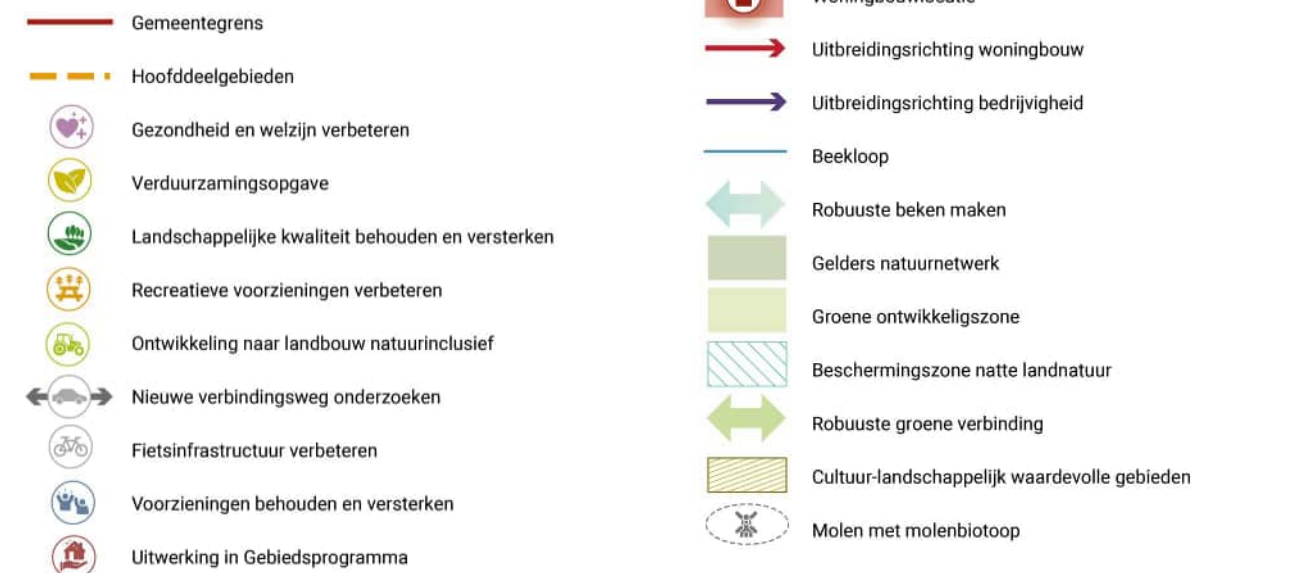 Gemeentegrens
Hoofddeelgebieden
Gezondheid en welzijn verbeteren
Verduurzamingsopgave
Landschappelijke kwaliteit behouden en versterken
Recreatieve voorzieningen verbeteren
Ontwikkeling naar landbouw natuurinclusief
Nieuwe verbindingsweg onderzoeken
Fietsinfrastructuur verbeteren
Voorzieningen behouden en versterken
Uitwerking in Gebiedsprogramma
Woningbouwlocatie
Uitbreidingsrichting woningbouw
Uitbreidingsrichting bedrijvigheid
Beekloop
Robuuste beken maken
Gelders natuurnetwerk
Groene ontwikkeligszone
Beschermingszone natte landnatuur
Robuuste groene verbinding
Cultuur-landschappelijk waardevolle gebieden
Molen met molenbiotoop